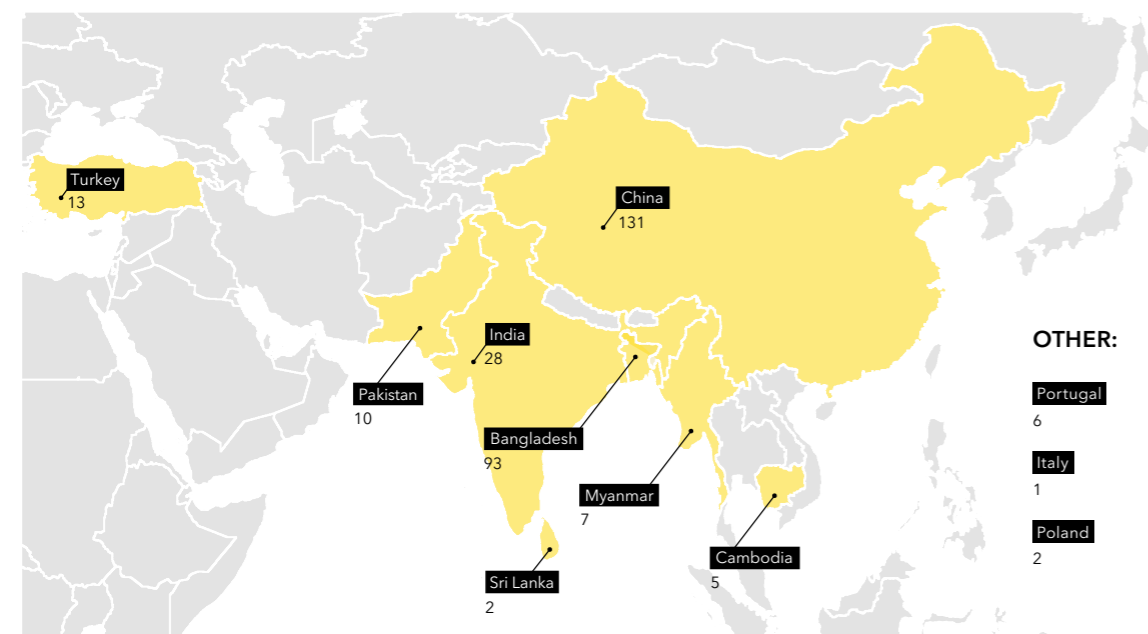 Turkey
13
China
131
India
28
Pakistan
10
Bangladesh
93
Myanmar
7
Cambodia
5
Sri Lanka
2
OTHER:
Portugal
6
Italy
1
Poland
2